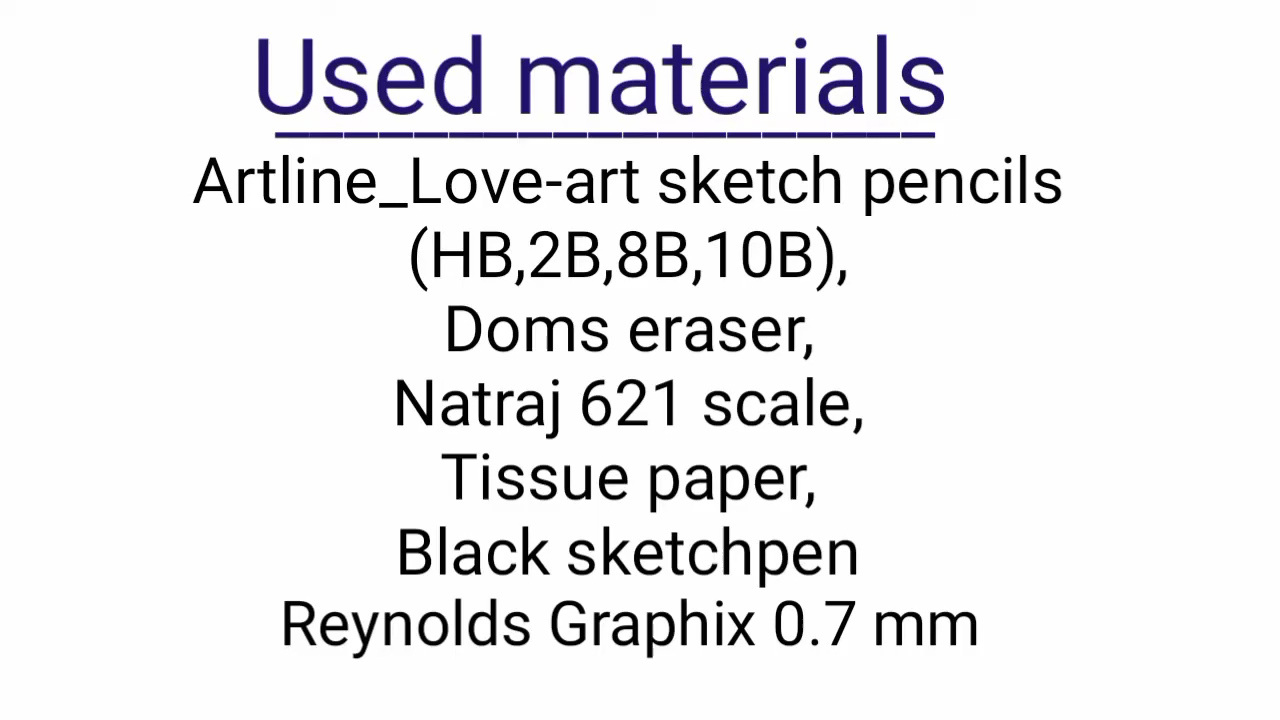 Used materials
Artline_Love-art sketch pencils
(HB,2B,8B,10B),
Doms eraser,
Natraj 621 scale,
Tissue paper,
Black sketchpen
Reynolds Graphix 0.7 mm